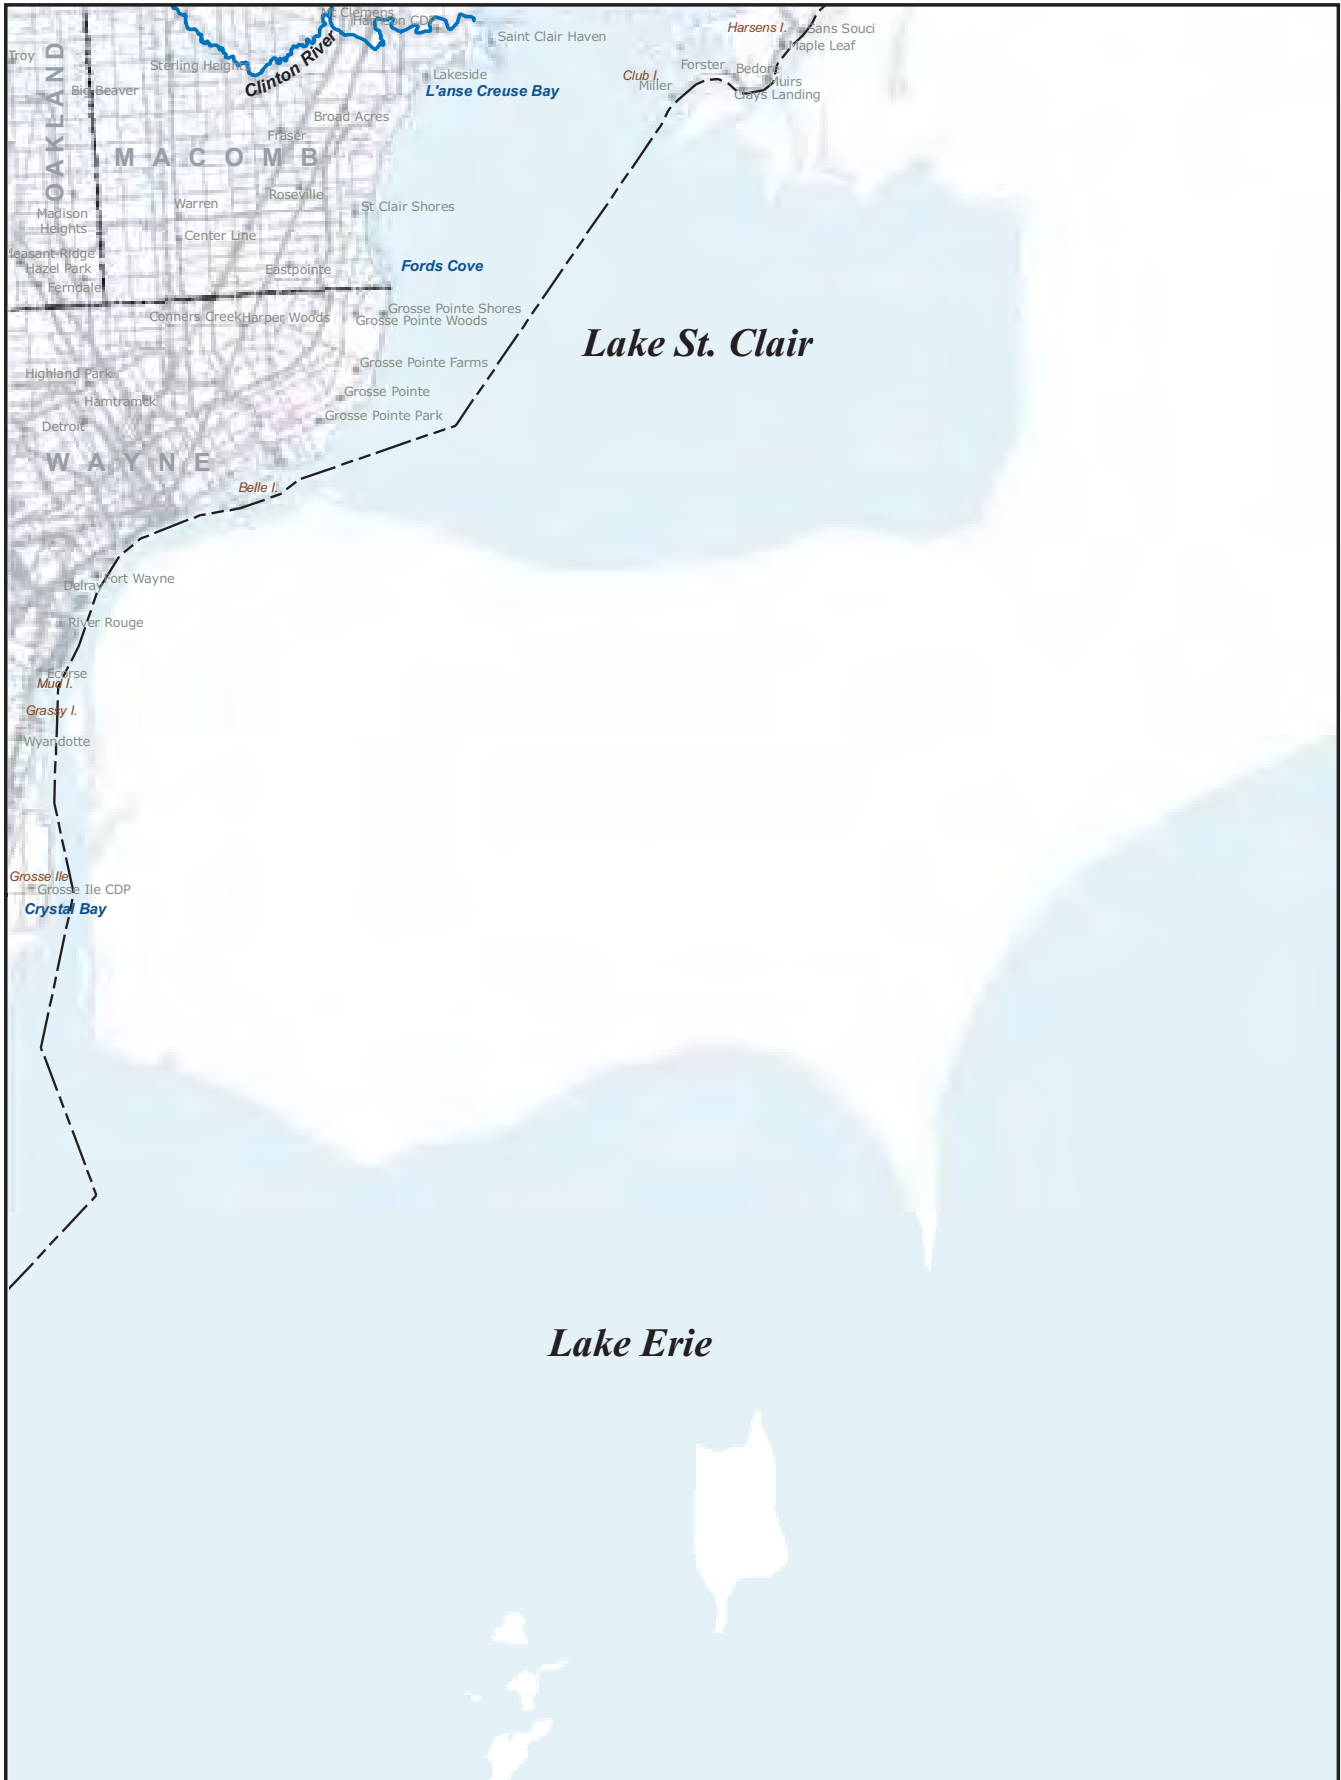 Mt Clemens
Harrison CDP
Harsens I.
Sans Souci
Saint Clair Haven
Maple Leaf
Troy
OAKLAND
Sterling Heights
Clinton River
Lakeside
Club I.
Forster
Bedore
Muirs
Miller
Clays Landing
Big Beaver
L'anse Creuse Bay
Broad Acres
Fraser
MACOMB
Roseville
Warren
St Clair Shores
Madison
Heights
Center Line
leasant Ridge
Hazel Park
Eastpointe
Fords Cove
Ferndale
Conners Creek
Harper Woods
Grosse Pointe Shores
Grosse Pointe Woods
Lake St. Clair
Grosse Pointe Farms
Highland Park
Grosse Pointe
Hamtramck
Grosse Pointe Park
Detroit
WAYNE
Belle I.
Fort Wayne
Delray
River Rouge
Ecorse
Mud I.
Grassy I.
Wyandotte
Grosse Ile
Grosse Ile CDP
Crystal Bay
Lake Erie